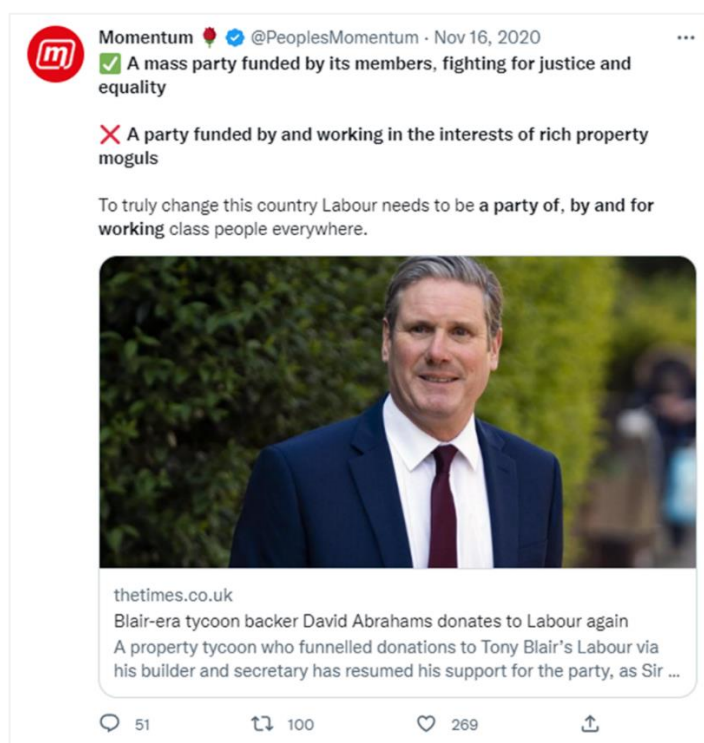 m
Momentum 🌹 @PeoplesMomentum · Nov 16, 2020
✅ A mass party funded by its members, fighting for justice and
equality
❌ A party funded by and working in the interests of rich property
moguls
To truly change this country Labour needs to be a party of, by and for
working class people everywhere.
thetimes.co.uk
Blair-era tycoon backer David Abrahams donates to Labour again
A property tycoon who funnelled donations to Tony Blair's Labour via
his builder and secretary has resumed his support for the party, as Sir ...
51 100 269